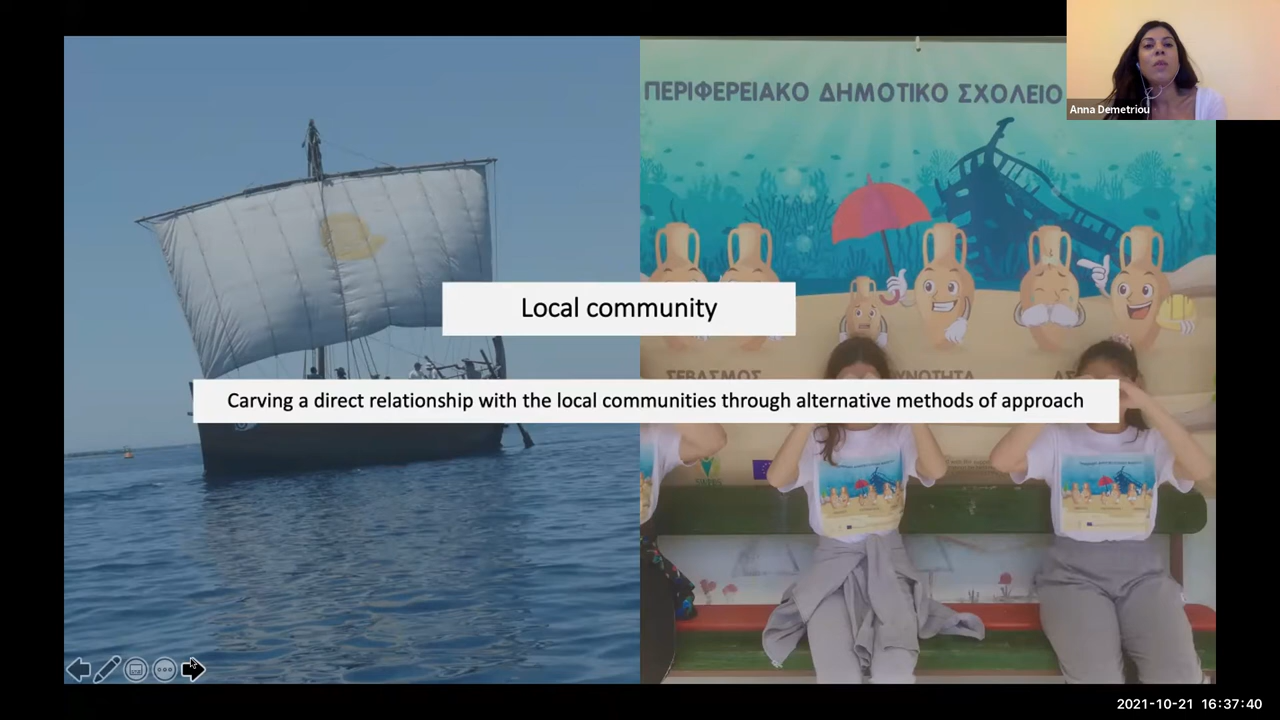 ΠΕΡΙΦΕΡΕΙΑΚΟ ΔΗΜΟΤΙΚΟ ΣΧΟΛΕΙΟ
Anna Demetriou
Local community
ΣΕΒΑΣΜΟΣ
Carving a direct relationship with the local communities through alternative methods of approach
2021-10-21 16:37:40